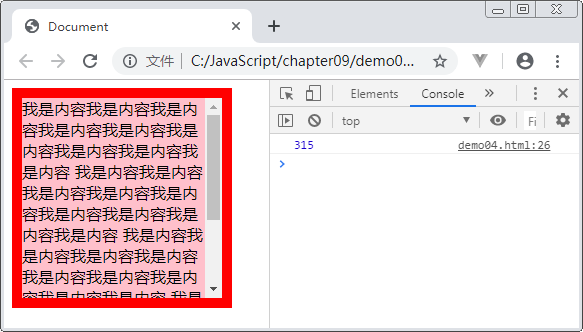 Document
文件 C:/JavaScript/chapter09/demo0...
我是内容我是内容我是内
容我是内容我是内容我是
内容我是内容我是内容我
是内容 我是内容我是内容
我是内容我是内容我是内
容我是内容我是内容我是
内容我是内容 我是内容我
是内容我是内容我是内容
我是内容我是内容我是内
容我是内容我是内容 我是
Elements Console »
top Fi
315 demo04.html:26